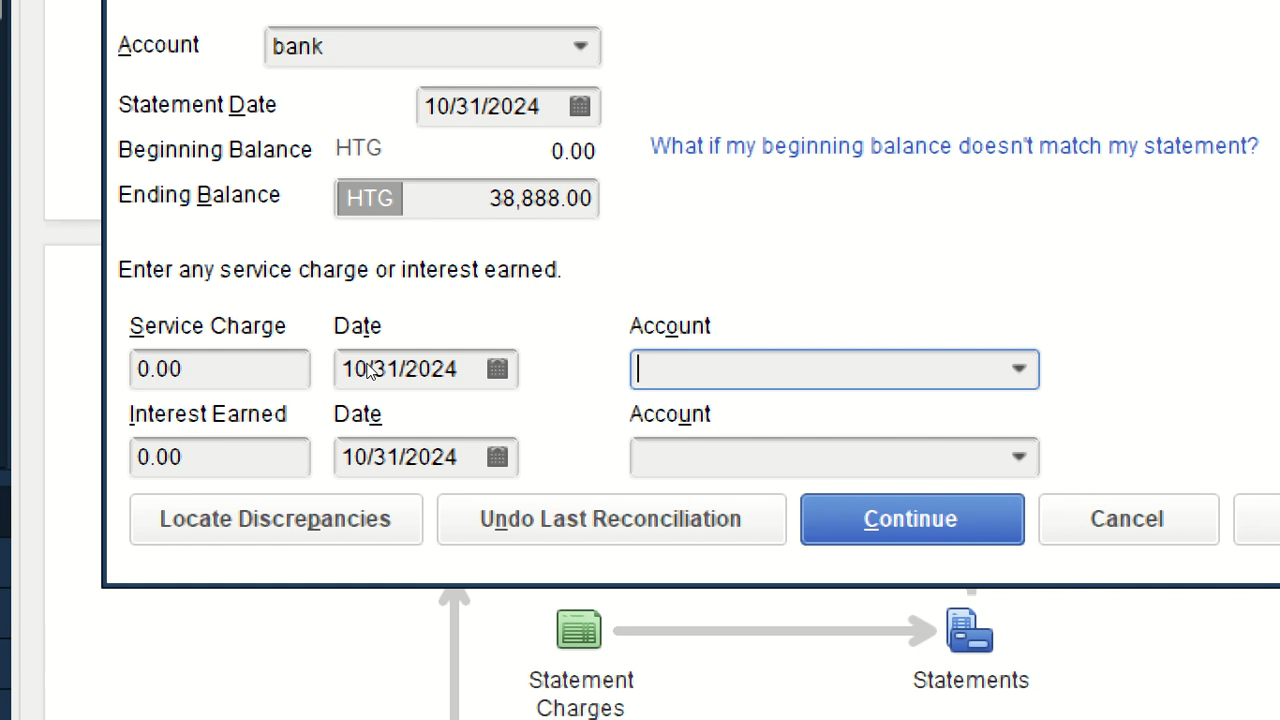 Account bank
Statement Date 10/31/2024
Beginning Balance HTG 0.00 What if my beginning balance doesn't match my statement?
Ending Balance HTG 38,888.00
Enter any service charge or interest earned.
Service Charge Date Account
0.00 10/31/2024
Interest Earned Date Account
0.00 10/31/2024
Locate Discrepancies Undo Last Reconciliation Continue Cancel
Statement Charges Statements